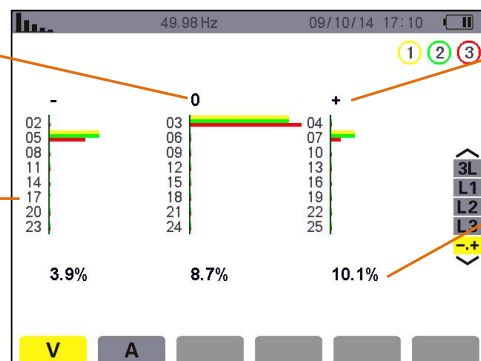 49.98 Hz 09/10/14 17:10
1 2 3
- 0 +
02 03 04
05 06 07
08 09 10
11 12 13
14 15 16
17 18 19
20 21 22
23 24 25
3L
L1
L2
L3
-.+
3.9% 8.7% 10.1%
V A